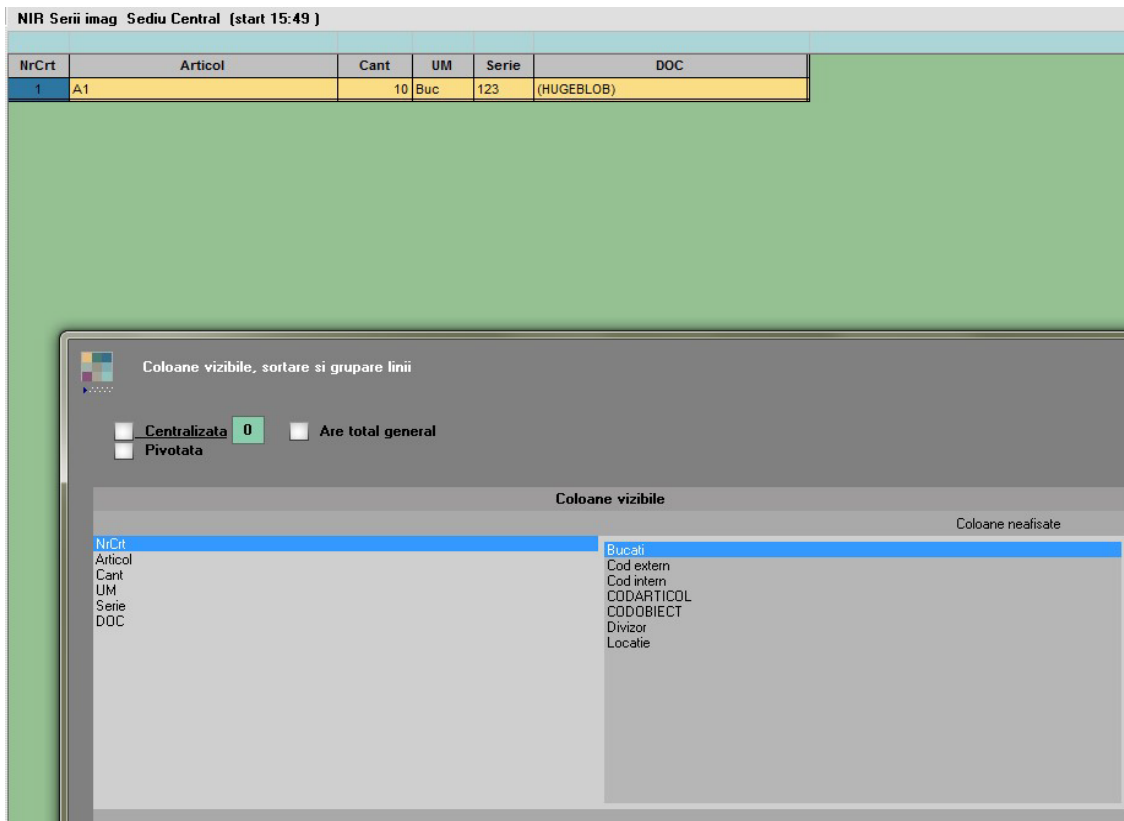 NIR Serii imag  Sediu Central  (start 15:49 )
NrCrt Articol Cant UM Serie DOC
1 A1 10 Buc 123 (HUGEBLOB)
Coloane vizibile, sortare si grupare linii
Centralizata 0 Are total general
Pivotata
Coloane vizibile
Coloane neafisate
NrCrt
Articol
Cant
UM
Serie
DOC
Bucati
Cod extern
Cod intern
CODARTICOL
CODOBIECT
Divizor
Locatie